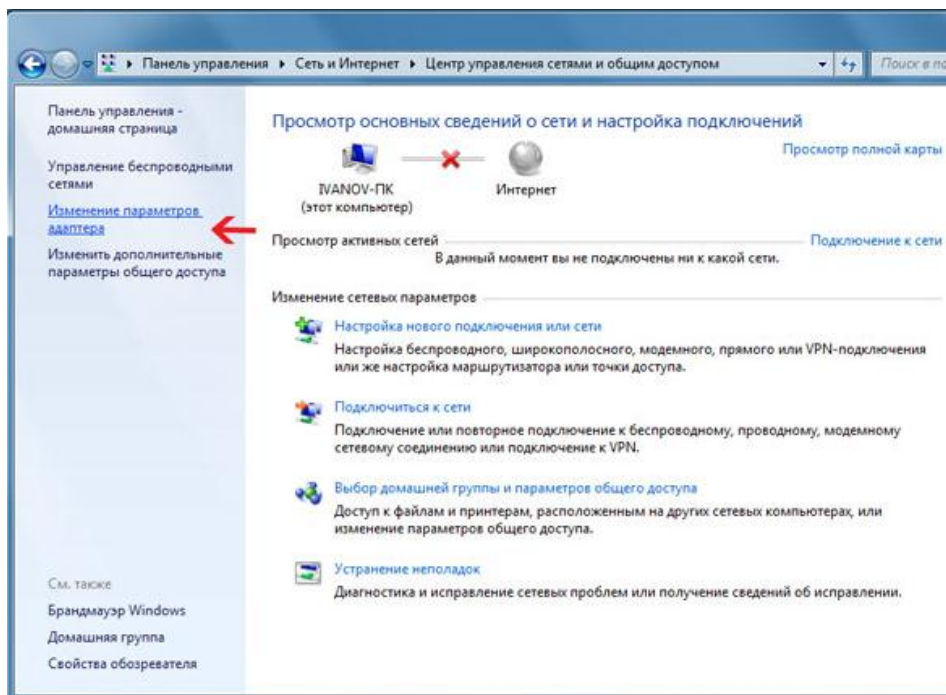 Панель управления ▸ Сеть и Интернет ▸ Центр управления сетями и общим доступом
Поиск в
Панель управления -
домашняя страница
Управление беспроводными
сетями
Изменение параметров
адаптера
Изменить дополнительные
параметры общего доступа
См. также
Брандмауэр Windows
Домашняя группа
Свойства обозревателя
Просмотр основных сведений о сети и настройка подключений
Просмотр полной карты
IVANOV-ПК
(этот компьютер)
Интернет
Просмотр активных сетей
Подключение к сети
В данный момент вы не подключены ни к какой сети.
Изменение сетевых параметров
Настройка нового подключения или сети
Настройка беспроводного, широкополосного, модемного, прямого или VPN-подключения
или же настройка маршрутизатора или точки доступа.
Подключиться к сети
Подключение или повторное подключение к беспроводному, проводному, модемному
сетевому соединению или подключение к VPN.
Выбор домашней группы и параметров общего доступа
Доступ к файлам и принтерам, расположенным на других сетевых компьютерах, или
изменение параметров общего доступа.
Устранение неполадок
Диагностика и исправление сетевых проблем или получение сведений об исправлении.